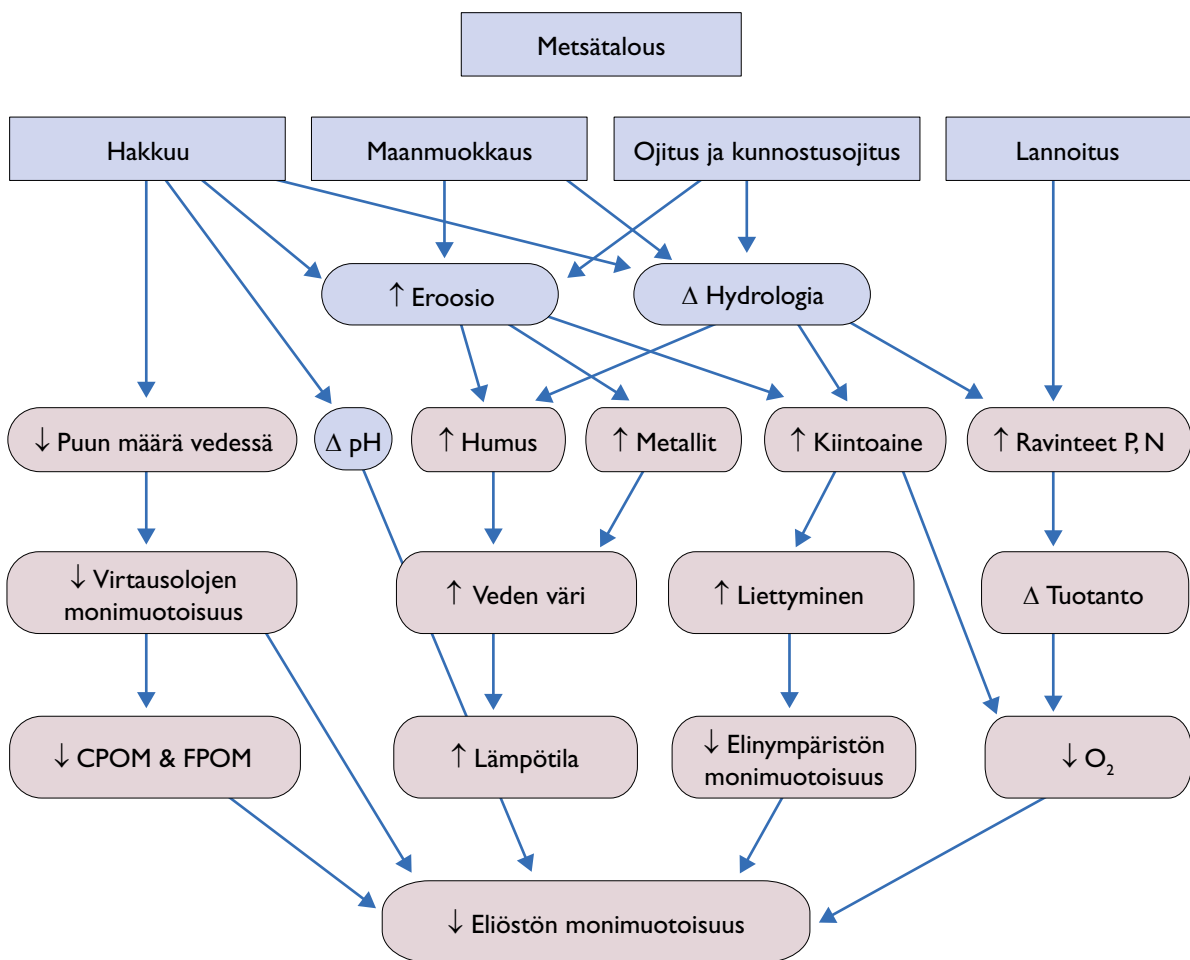 Metsätalous
Hakkuu
Maanmuokkaus
Ojitus ja kunnostusojitus
Lannoitus
↑ Eroosio
Δ Hydrologia
↓ Puun määrä vedessä
Δ pH
↑ Humus
↑ Metallit
↑ Kiintoaine
↑ Ravinteet P, N
↓ Virtausolojen
monimuotoisuus
↑ Veden väri
↑ Liettyminen
Δ Tuotanto
↓ CPOM & FPOM
↑ Lämpötila
↓ Elinympäristön
monimuotoisuus
↓ O₂
↓ Eliöstön monimuotoisuus